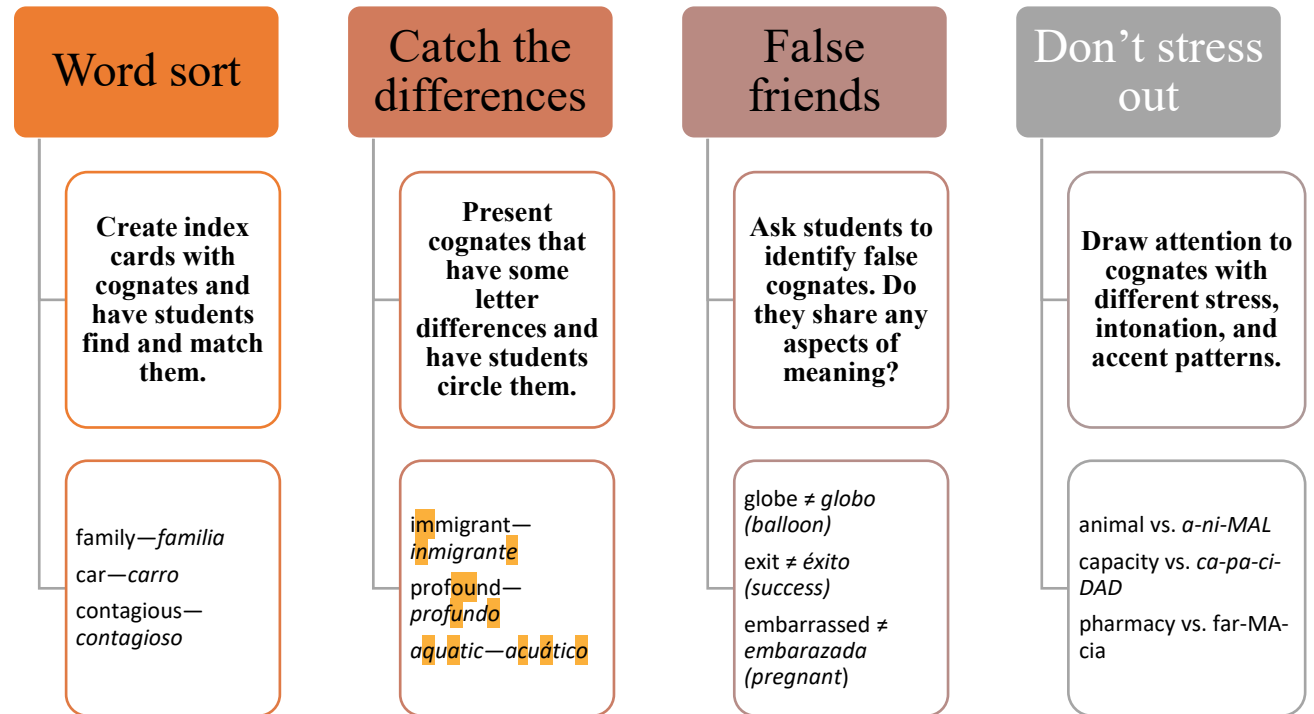 Word sort
Create index
cards with
cognates and
have students
find and match
them.
family—familia
car—carro
contagious—
contagioso
Catch the
differences
Present
cognates that
have some
letter
differences and
have students
circle them.
immigrant—
inmigrante
profound—
profundo
aquatic—acuático
False
friends
Ask students to
identify false
cognates. Do
they share any
aspects of
meaning?
globe ≠ globo
(balloon)
exit ≠ éxito
(success)
embarrassed ≠
embarazada
(pregnant)
Don’t stress
out
Draw attention to
cognates with
different stress,
intonation, and
accent patterns.
animal vs. a-ni-MAL
capacity vs. ca-pa-ci-
DAD
pharmacy vs. far-MA-
cia